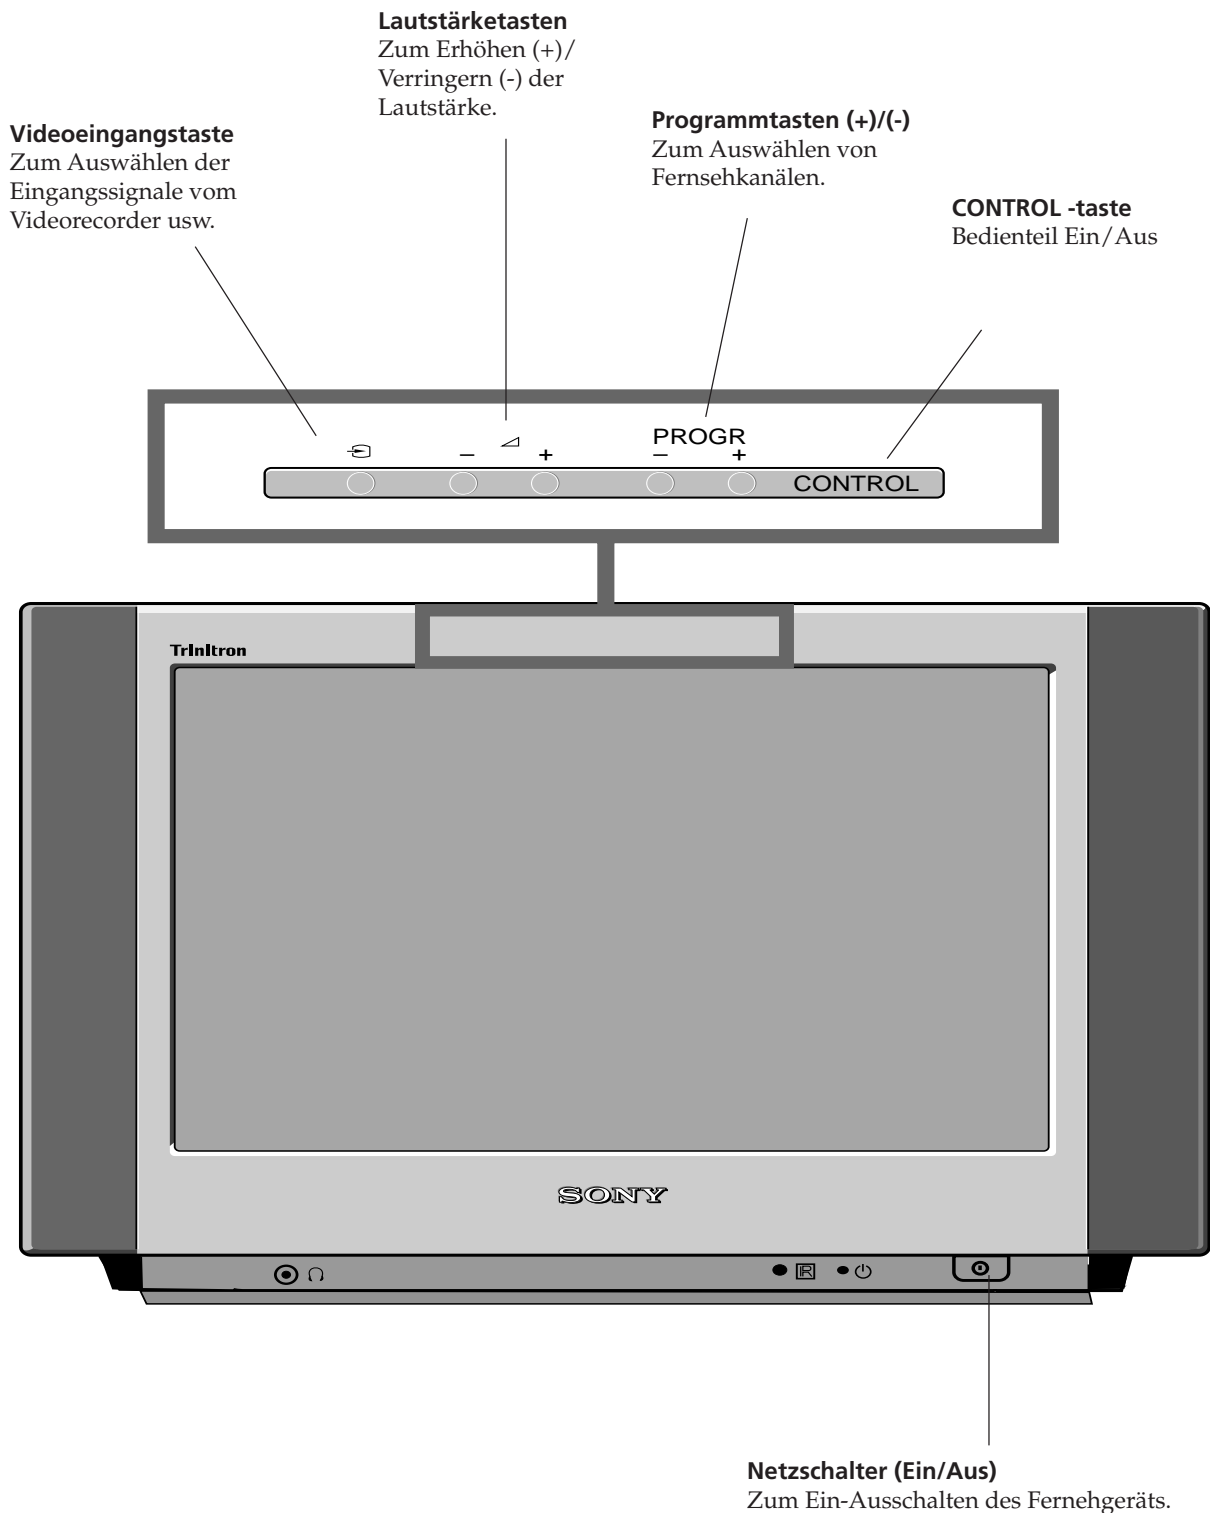 Lautstärketasten
Zum Erhöhen (+)/
Verringern (-) der
Lautstärke.
Videoeingangstaste
Zum Auswählen der
Eingangssignale vom
Videorecorder usw.
Programmtasten (+)/(-)
Zum Auswählen von
Fernsehkanälen.
CONTROL -taste
Bedienteil Ein/Aus
PROGR
– + – +
CONTROL
TrInItron
SONY
IR
Netzschalter (Ein/Aus)
Zum Ein-Ausschalten des Fernehgeräts.